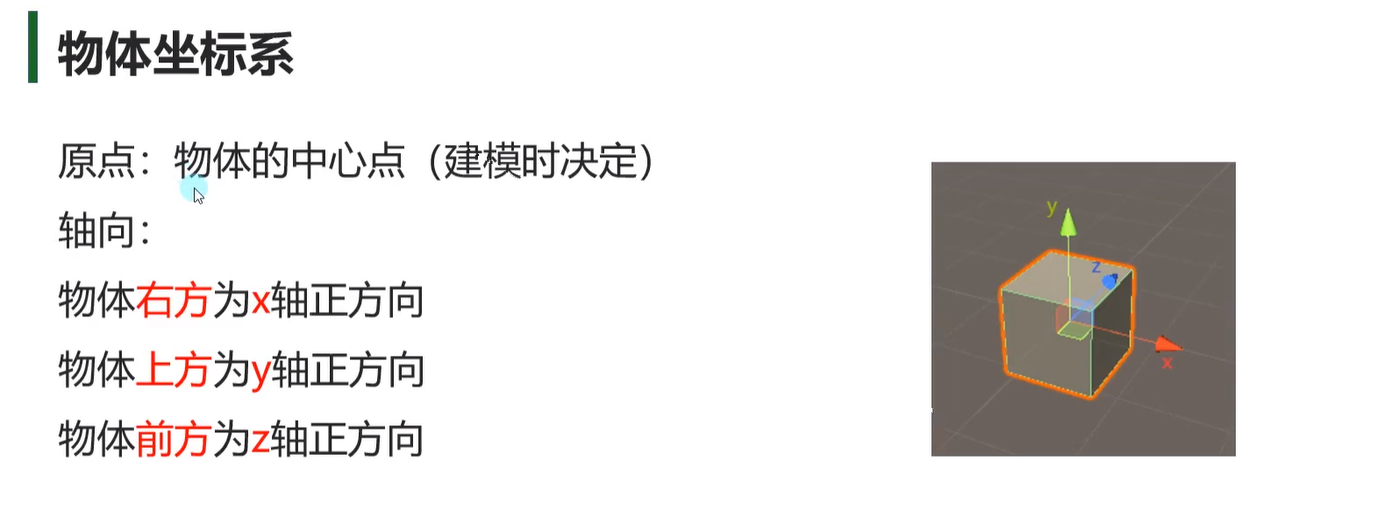 物体坐标系
原点：物体的中心点（建模时决定）
轴向：
物体右方为x轴正方向
物体上方为y轴正方向
物体前方为z轴正方向
y
z
x